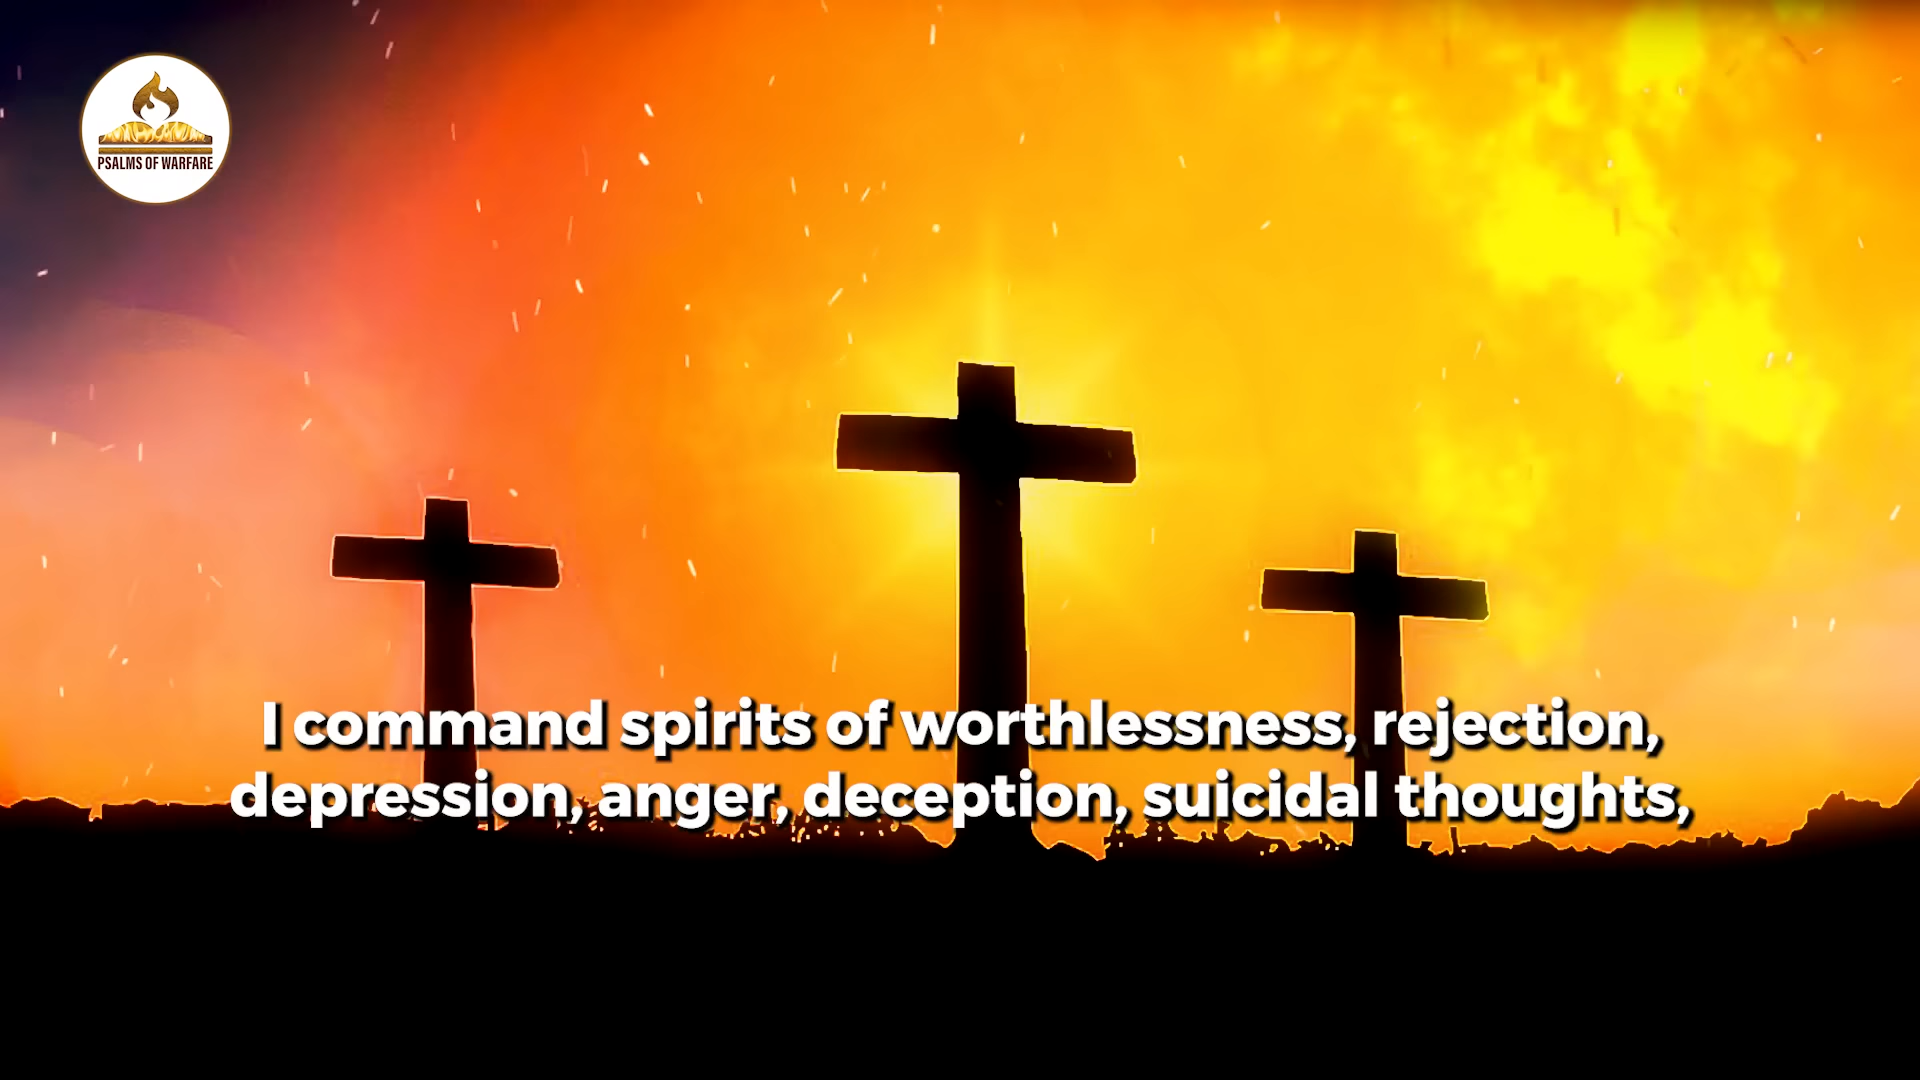 PSALMS OF WARFARE
I command spirits of worthlessness, rejection,
depression, anger, deception, suicidal thoughts,